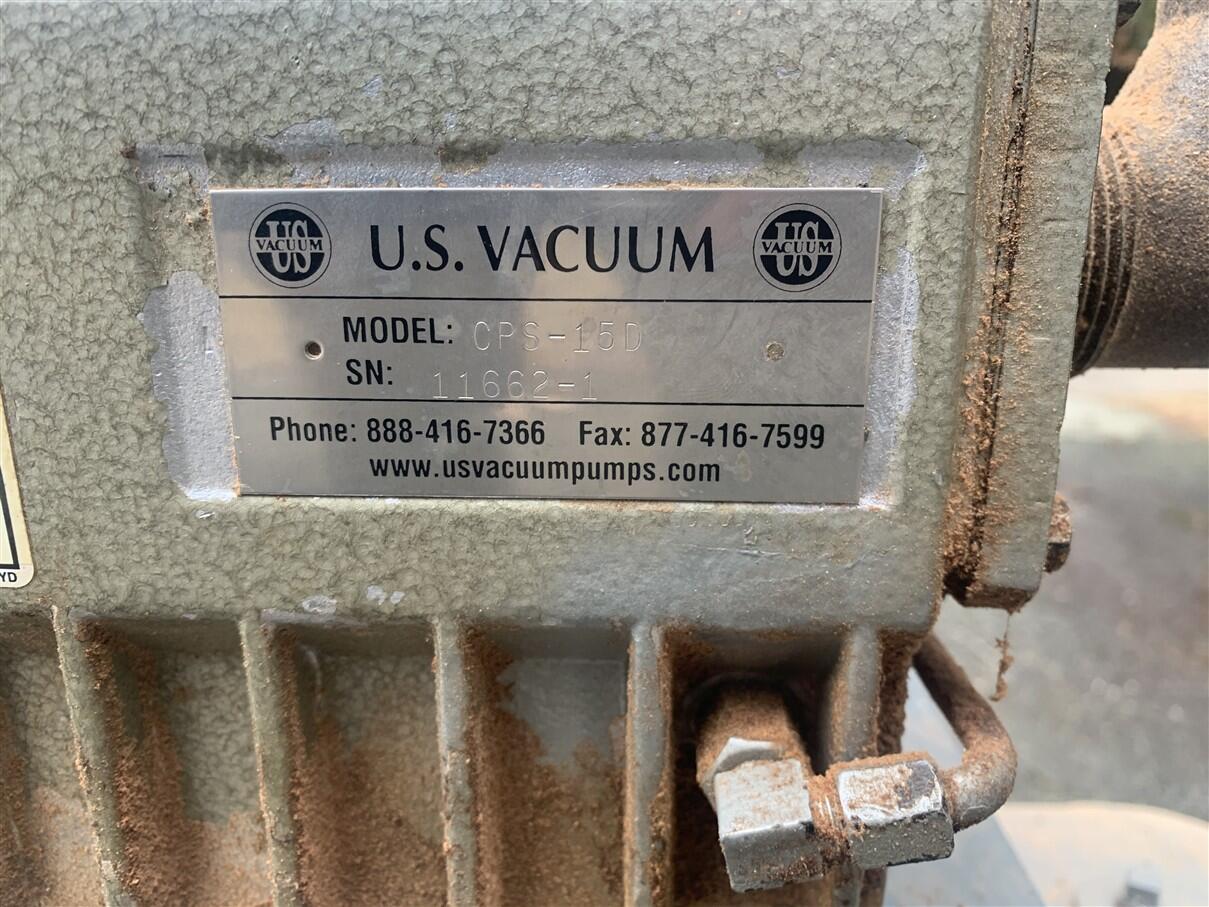 US
VACUUM
U.S. VACUUM
US
VACUUM
MODEL: CPS-15D
SN: 11662-1
Phone: 888-416-7366 Fax: 877-416-7599
www.usvacuumpumps.com
YD